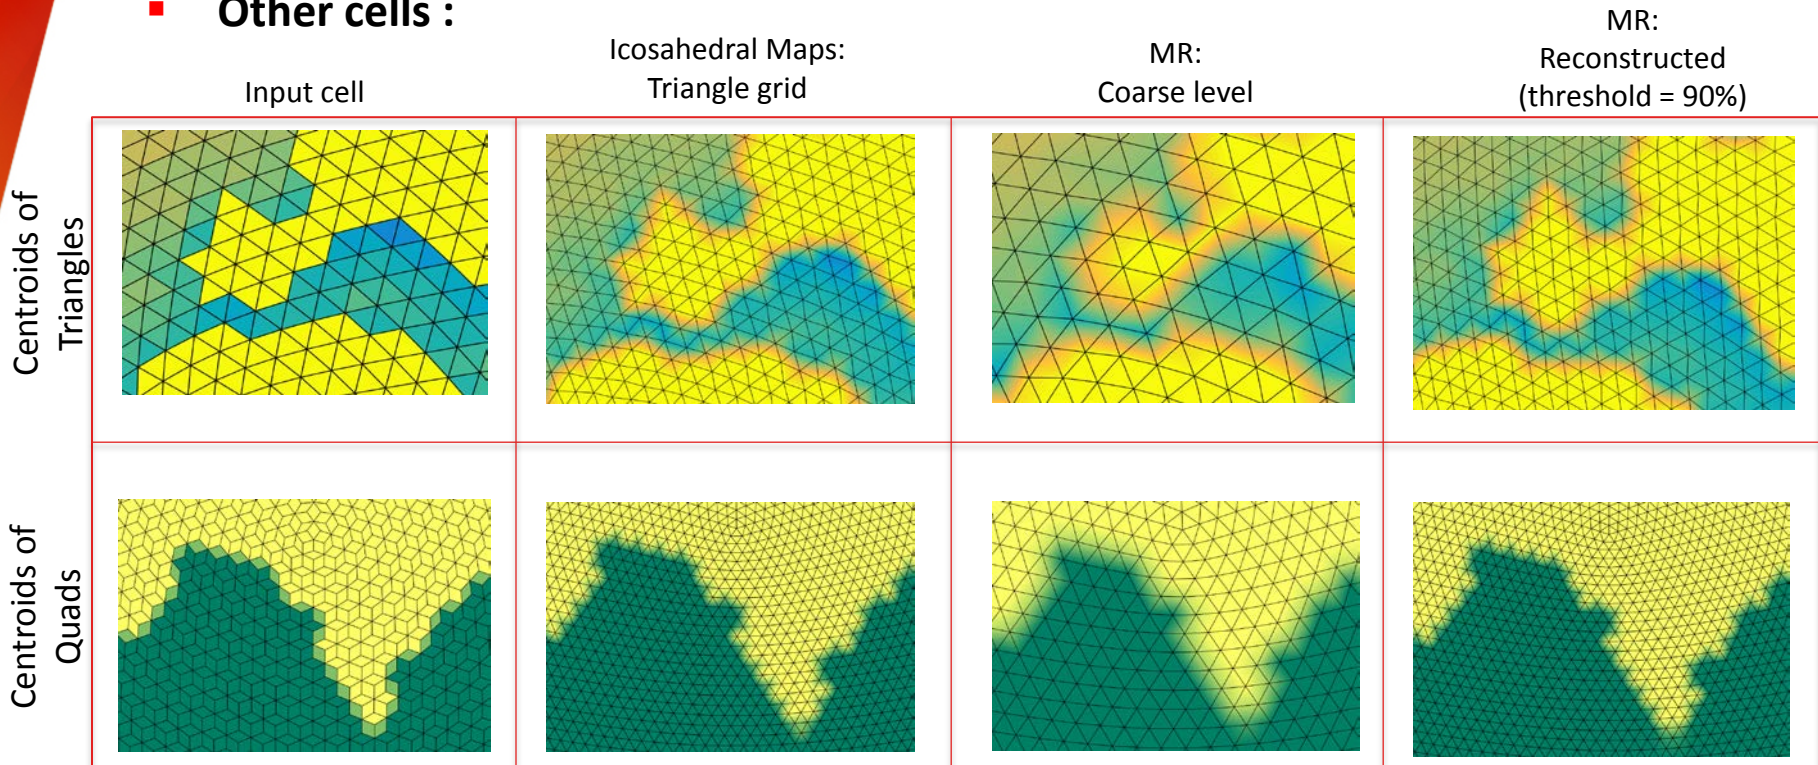 Other cells :
Input cell
Icosahedral Maps:
Triangle grid
MR:
Coarse level
MR:
Reconstructed
(threshold = 90%)
Centroids of
Triangles
Centroids of
Quads